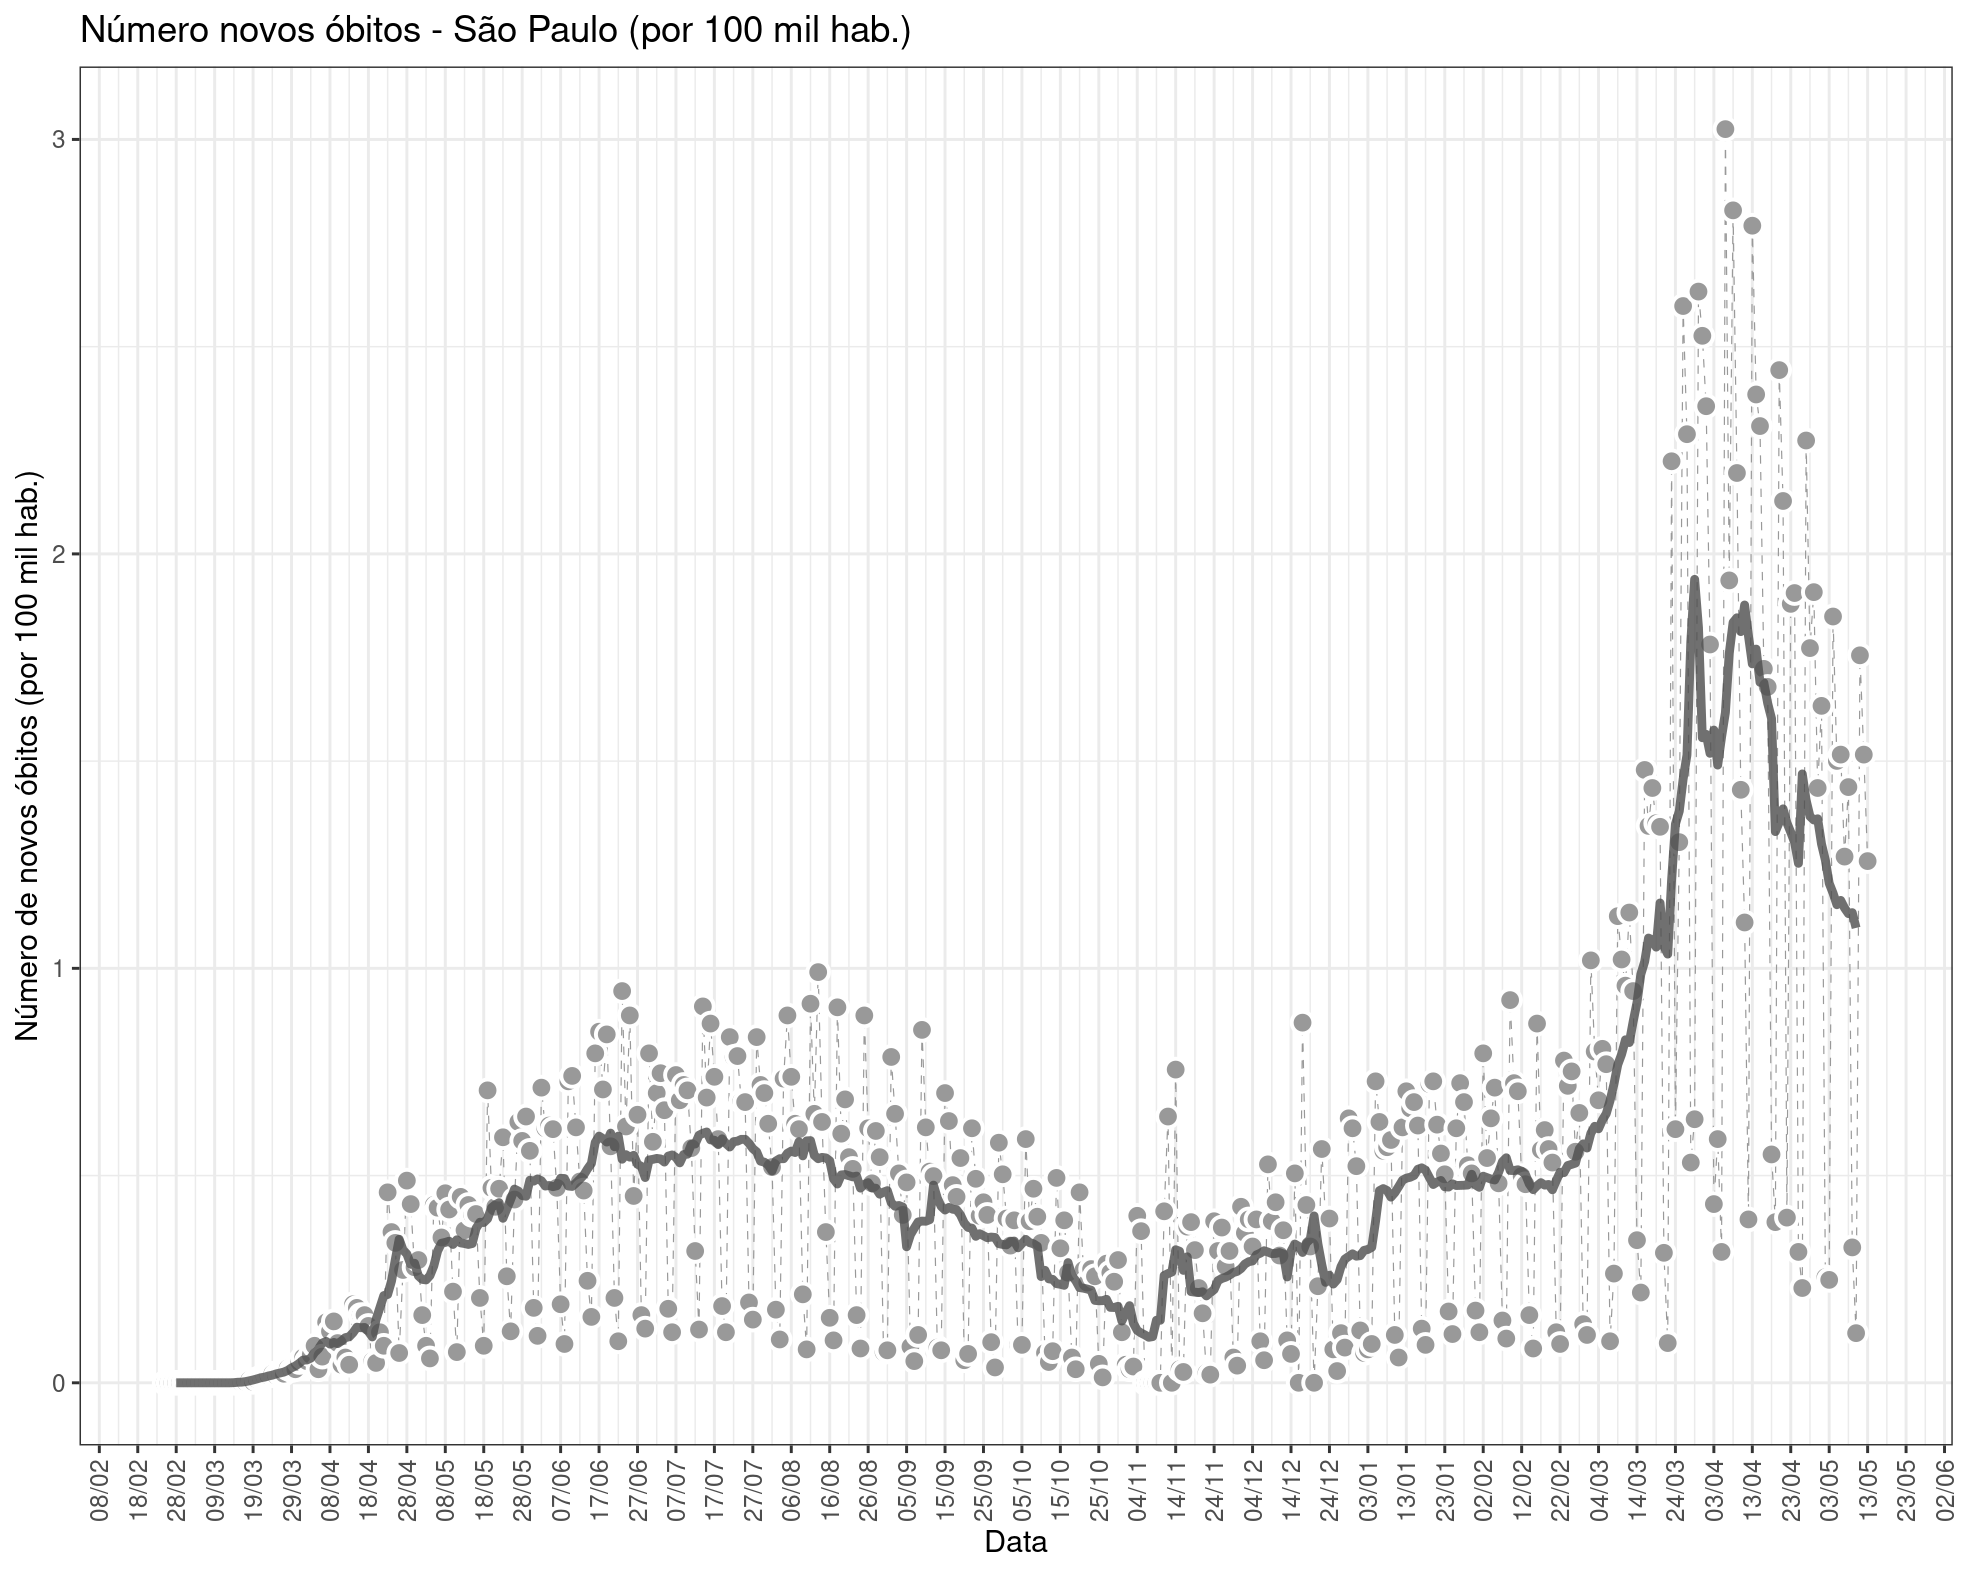 Número novos óbitos - São Paulo (por 100 mil hab.)
Número de novos óbitos (por 100 mil hab.)
3
2
1
0
08/02 18/02 28/02 09/03 19/03 29/03 08/04 18/04 28/04 08/05 18/05 28/05 07/06 17/06 27/06 07/07 17/07 27/07 06/08 16/08 26/08 05/09 15/09 25/09 05/10 15/10 25/10 04/11 14/11 24/11 04/12 14/12 24/12 03/01 13/01 23/01 02/02 12/02 22/02 04/03 14/03 24/03 03/04 13/04 23/04 03/05 13/05 23/05 02/06
Data